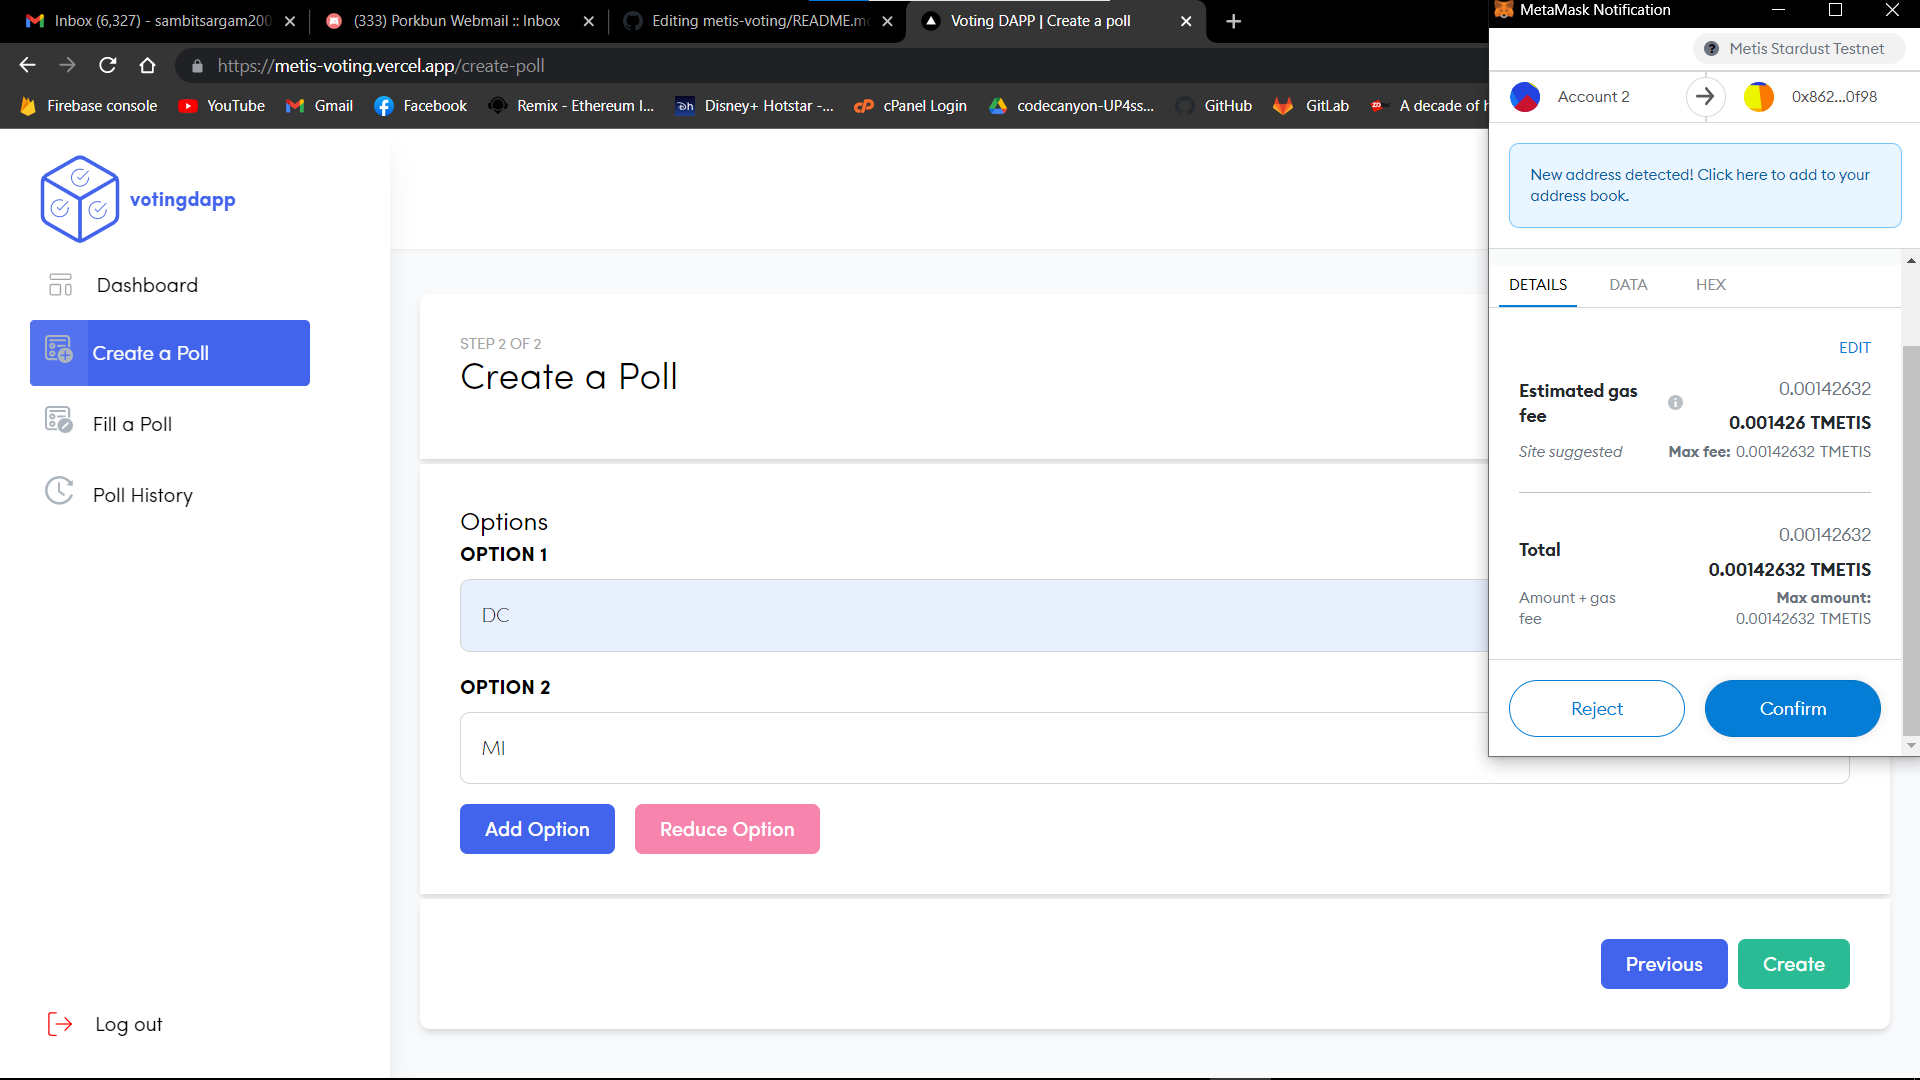 Inbox (6,327) - sambitsargam200
(333) Porkbun Webmail :: Inbox
Editing metis-voting/README.m
Voting DAPP | Create a poll
https://metis-voting.vercel.app/create-poll
Firebase console
YouTube
Gmail
Facebook
Remix - Ethereum I...
Disney+ Hotstar -...
cPanel Login
codecanyon-UP4ss...
GitHub
GitLab
A decade of h
votingdapp
Dashboard
Create a Poll
Fill a Poll
Poll History
Log out
STEP 2 OF 2
Create a Poll
Options
OPTION 1
DC
OPTION 2
MI
Add Option
Reduce Option
Previous
Create
MetaMask Notification
Metis Stardust Testnet
Account 2
0x862...0f98
New address detected! Click here to add to your
address book.
DETAILS
DATA
HEX
EDIT
Estimated gas
fee
0.00142632
0.001426 TMETIS
Site suggested
Max fee: 0.00142632 TMETIS
Total
0.00142632
0.00142632 TMETIS
Amount + gas
fee
Max amount:
0.00142632 TMETIS
Reject
Confirm